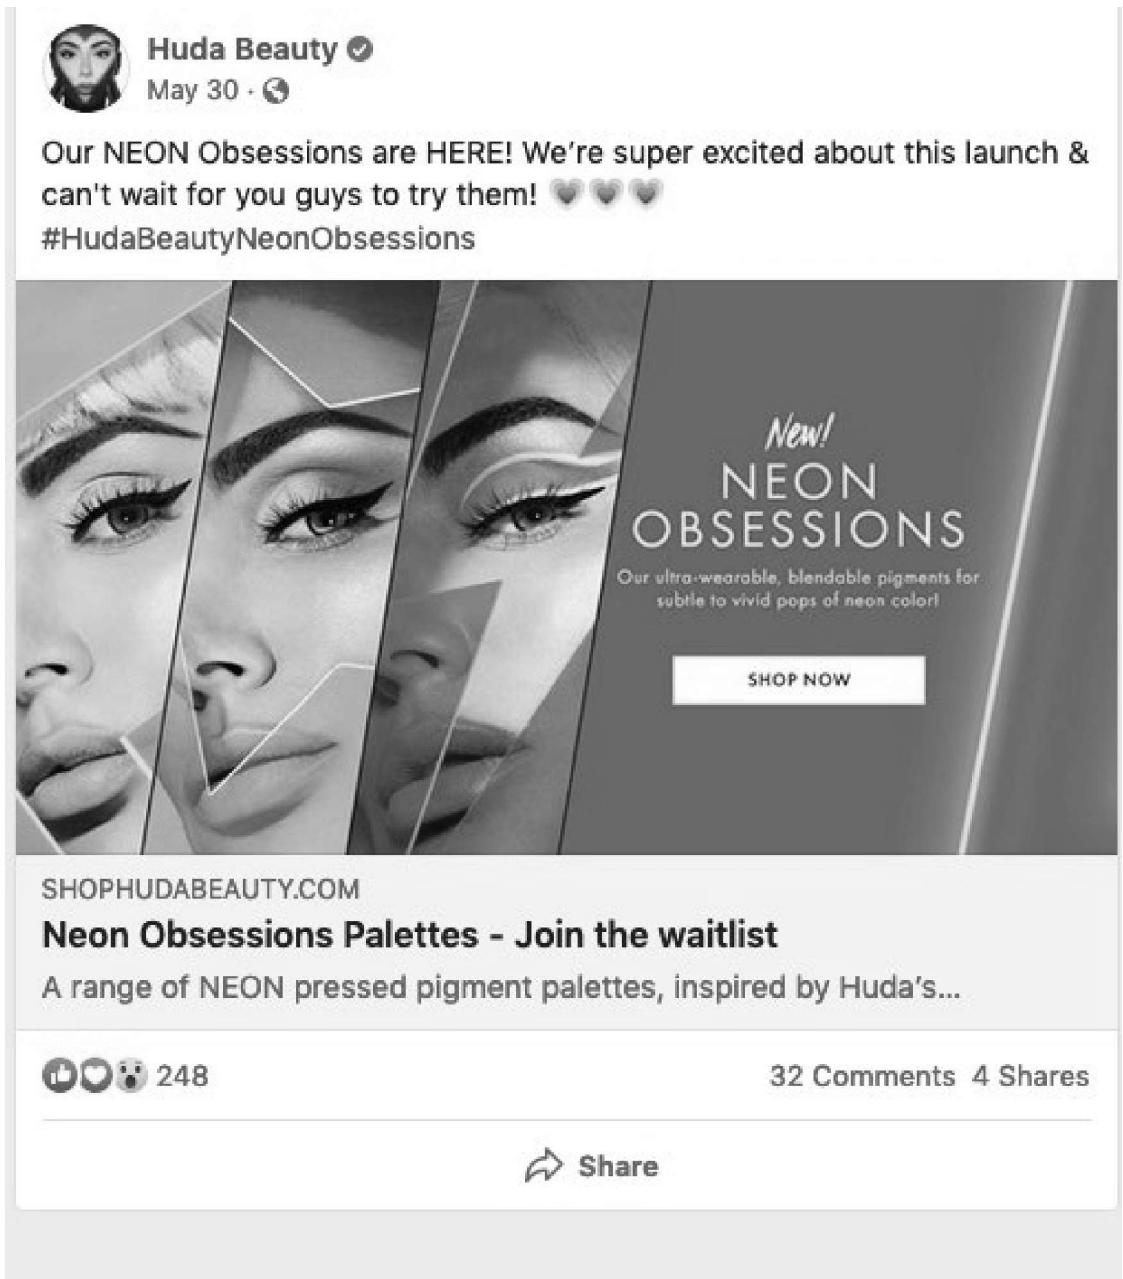 Huda Beauty
May 30 ·
Our NEON Obsessions are HERE! We're super excited about this launch &
can't wait for you guys to try them!
#HudaBeautyNeonObsessions
New!
NEON
OBSESSIONS
Our ultra-wearable, blendable pigments for
subtle to vivid pops of neon color!
SHOP NOW
SHOPHUDABEAUTY.COM
Neon Obsessions Palettes - Join the waitlist
A range of NEON pressed pigment palettes, inspired by Huda's...
248
32 Comments 4 Shares
Share